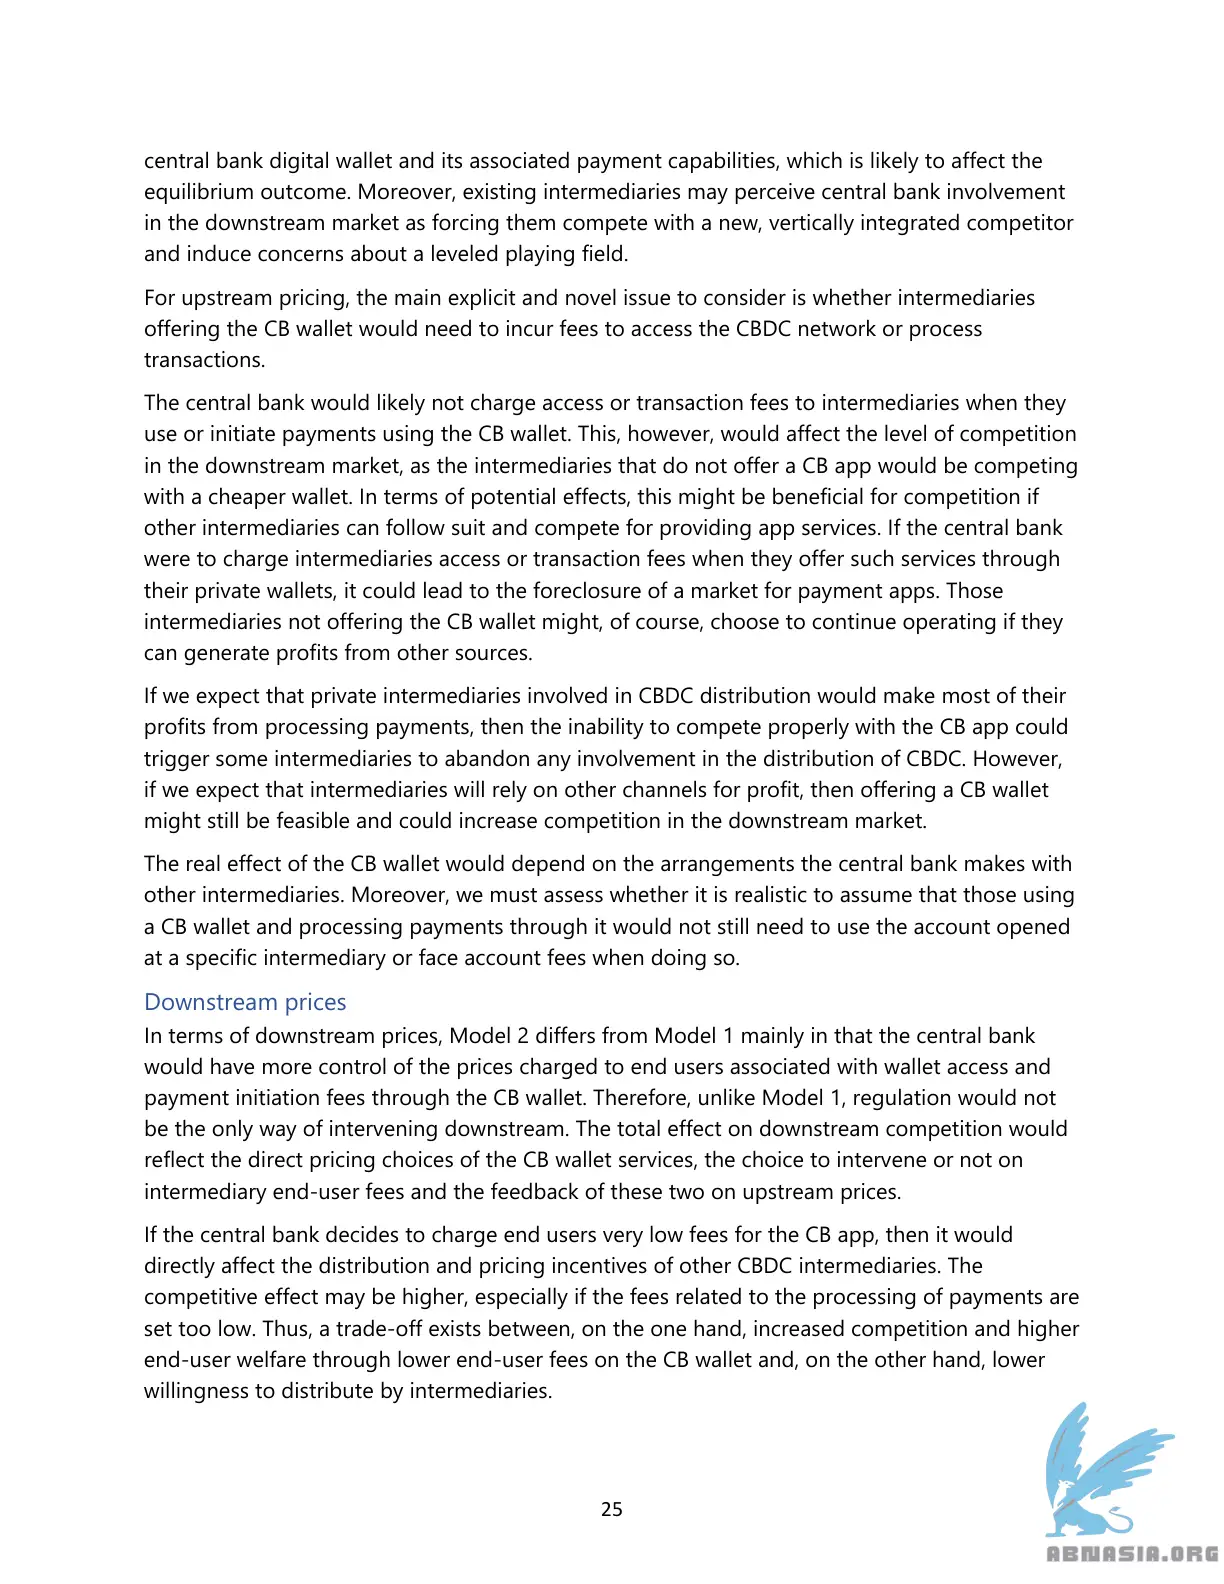 central bank digital wallet and its associated payment capabilities, which is likely to affect the
equilibrium outcome. Moreover, existing intermediaries may perceive central bank involvement
in the downstream market as forcing them compete with a new, vertically integrated competitor
and induce concerns about a leveled playing field.
For upstream pricing, the main explicit and novel issue to consider is whether intermediaries
offering the CB wallet would need to incur fees to access the CBDC network or process
transactions.
The central bank would likely not charge access or transaction fees to intermediaries when they
use or initiate payments using the CB wallet. This, however, would affect the level of competition
in the downstream market, as the intermediaries that do not offer a CB app would be competing
with a cheaper wallet. In terms of potential effects, this might be beneficial for competition if
other intermediaries can follow suit and compete for providing app services. If the central bank
were to charge intermediaries access or transaction fees when they offer such services through
their private wallets, it could lead to the foreclosure of a market for payment apps. Those
intermediaries not offering the CB wallet might, of course, choose to continue operating if they
can generate profits from other sources.
If we expect that private intermediaries involved in CBDC distribution would make most of their
profits from processing payments, then the inability to compete properly with the CB app could
trigger some intermediaries to abandon any involvement in the distribution of CBDC. However,
if we expect that intermediaries will rely on other channels for profit, then offering a CB wallet
might still be feasible and could increase competition in the downstream market.
The real effect of the CB wallet would depend on the arrangements the central bank makes with
other intermediaries. Moreover, we must assess whether it is realistic to assume that those using
a CB wallet and processing payments through it would not still need to use the account opened
at a specific intermediary or face account fees when doing so.
Downstream prices
In terms of downstream prices, Model 2 differs from Model 1 mainly in that the central bank
would have more control of the prices charged to end users associated with wallet access and
payment initiation fees through the CB wallet. Therefore, unlike Model 1, regulation would not
be the only way of intervening downstream. The total effect on downstream competition would
reflect the direct pricing choices of the CB wallet services, the choice to intervene or not on
intermediary end-user fees and the feedback of these two on upstream prices.
If the central bank decides to charge end users very low fees for the CB app, then it would
directly affect the distribution and pricing incentives of other CBDC intermediaries. The
competitive effect may be higher, especially if the fees related to the processing of payments are
set too low. Thus, a trade-off exists between, on the one hand, increased competition and higher
end-user welfare through lower end-user fees on the CB wallet and, on the other hand, lower
willingness to distribute by intermediaries.
25
ABNASIA.ORG